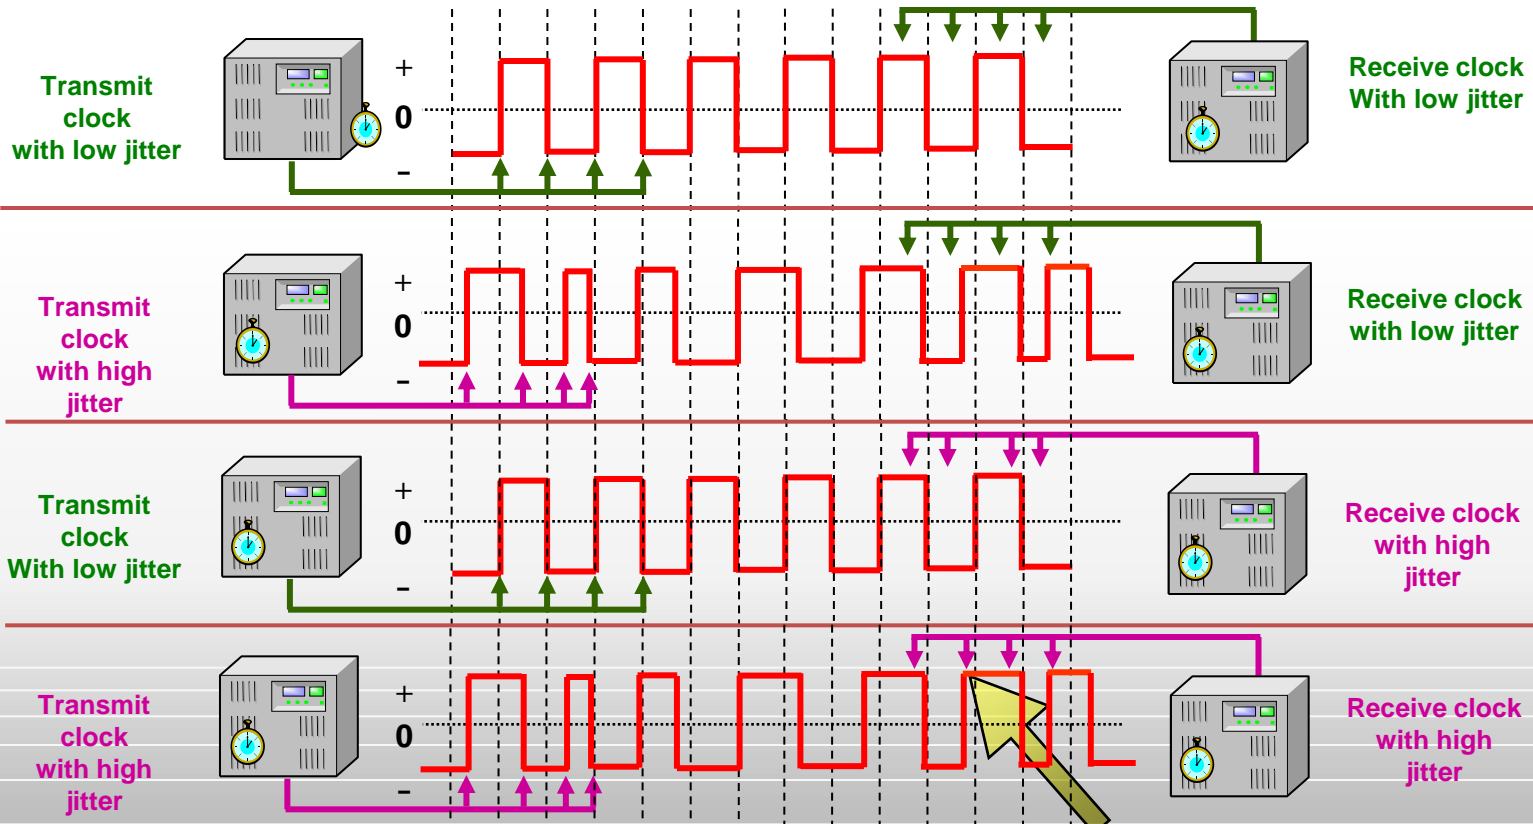 Transmit
clock
with low jitter
+
0
-
Receive clock
With low jitter
Transmit
clock
with high
jitter
+
0
-
Receive clock
with low jitter
Transmit
clock
With low jitter
+
0
-
Receive clock
with high
jitter
Transmit
clock
with high
jitter
+
0
-
Receive clock
with high
jitter